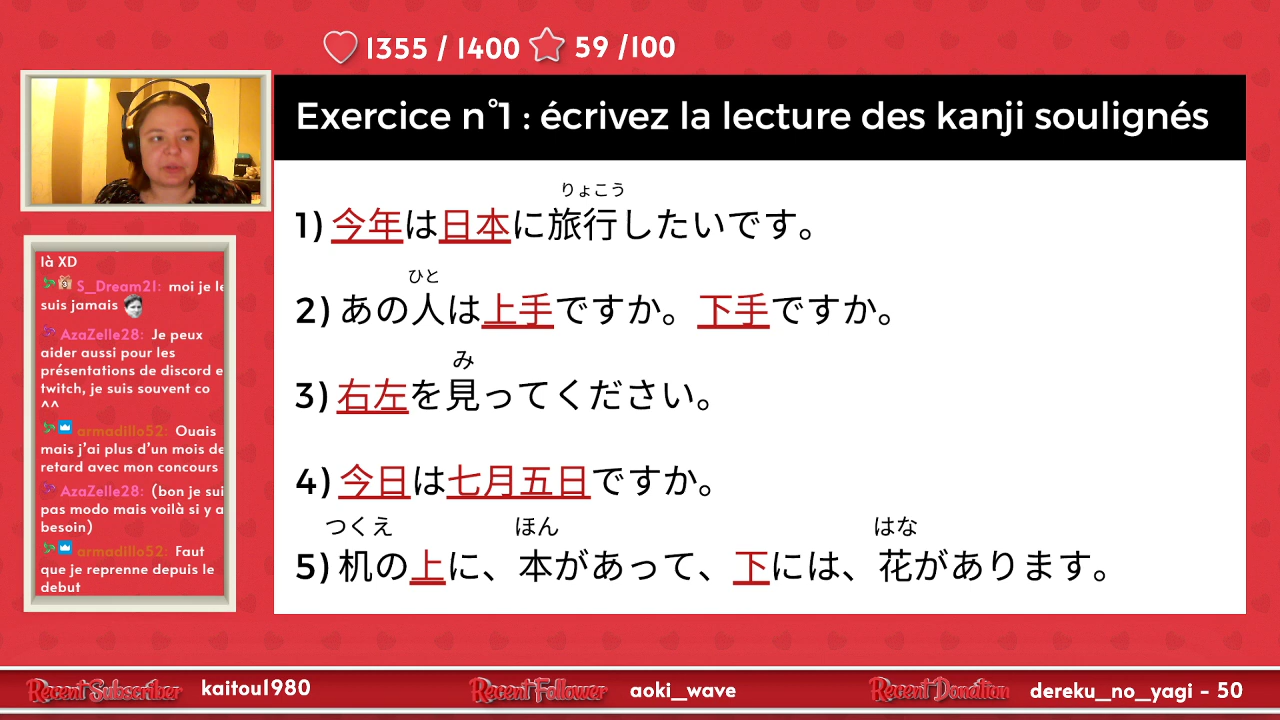 1355 / 1400 59 /100
Exercice n°1 : écrivez la lecture des kanji soulignés
りょこう
1) 今年は日本に旅行したいです。
ひと
2) あの人は上手ですか。下手ですか。
み
3) 右左を見ってください。
4) 今日は七月五日ですか。
つくえ ほん はな
5) 机の上に、本があって、下には、花があります。
là XD
S_Dream21: moi je le
suis jamais
AzaZelle28: Je peux
aider aussi pour les
présentations de discord e
twitch, je suis souvent co
^^
armadillo52: Ouais
mais j'ai plus d'un mois de
retard avec mon concours
AzaZelle28: (bon je sui
pas modo mais voilà si y a
besoin)
armadillo52: Faut
que je reprenne depuis le
debut
Recent Subscriber kaitou1980
Recent Follower aoki_wave
Recent Donation dereku_no_yagi - 50